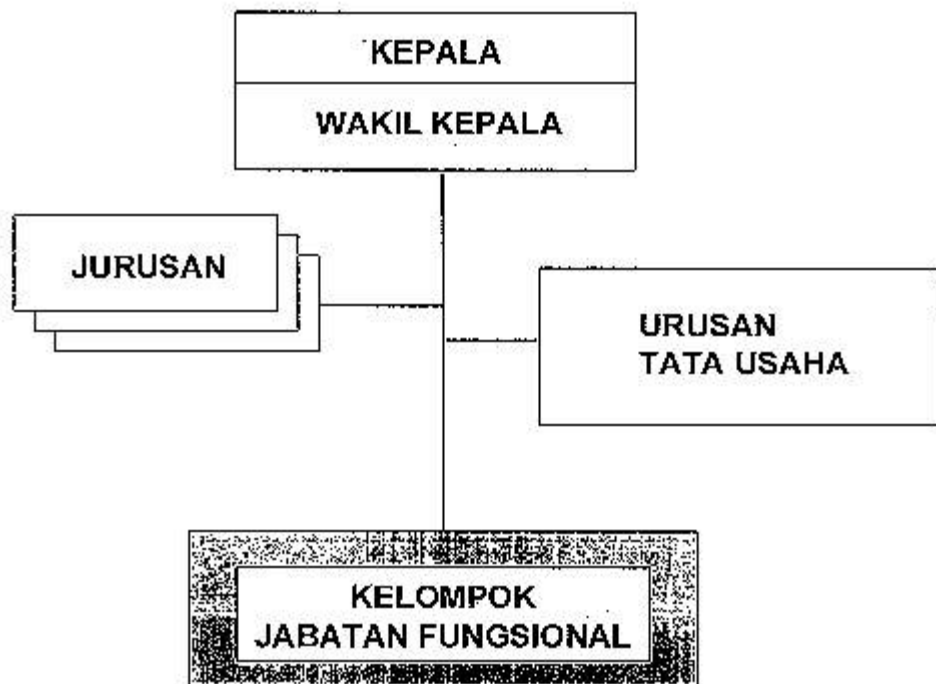 KEPALA
WAKIL KEPALA
JURUSAN
URUSAN
TATA USAHA
KELOMPOK
JABATAN FUNGSIONAL